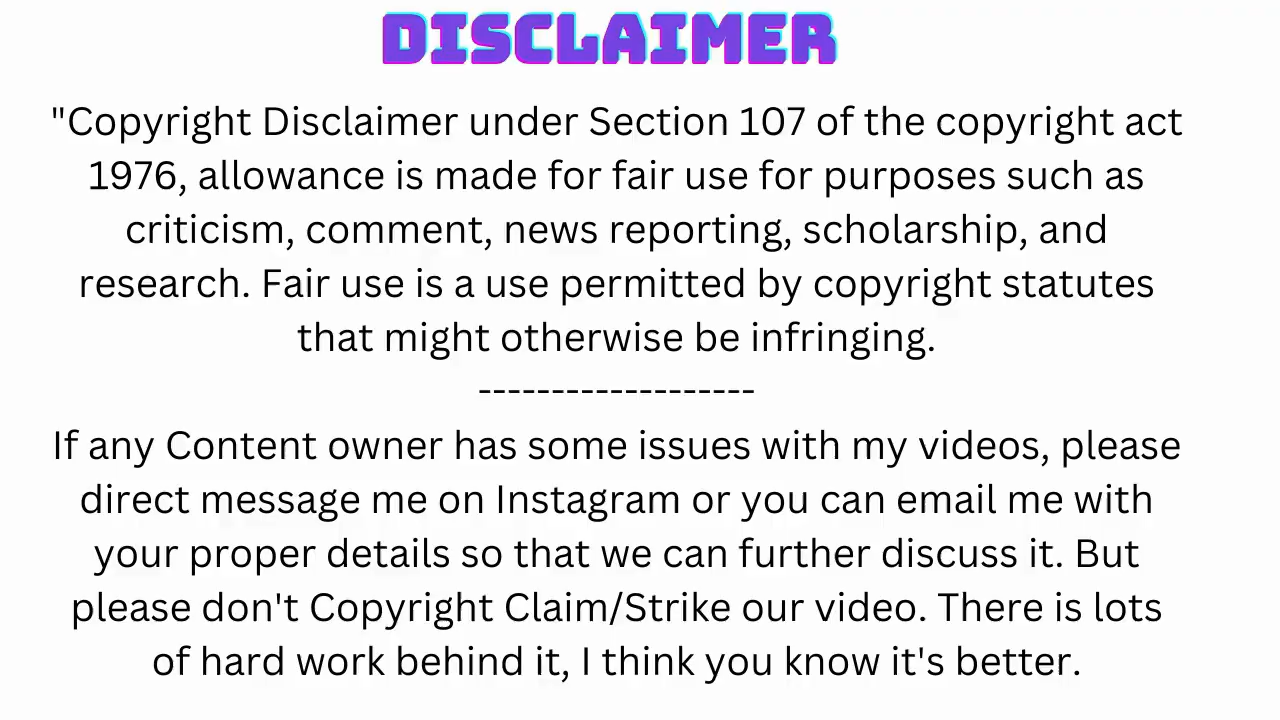 DISCLAIMER
"Copyright Disclaimer under Section 107 of the copyright act
1976, allowance is made for fair use for purposes such as
criticism, comment, news reporting, scholarship, and
research. Fair use is a use permitted by copyright statutes
that might otherwise be infringing.
-------------------
If any Content owner has some issues with my videos, please
direct message me on Instagram or you can email me with
your proper details so that we can further discuss it. But
please don't Copyright Claim/Strike our video. There is lots
of hard work behind it, I think you know it's better.